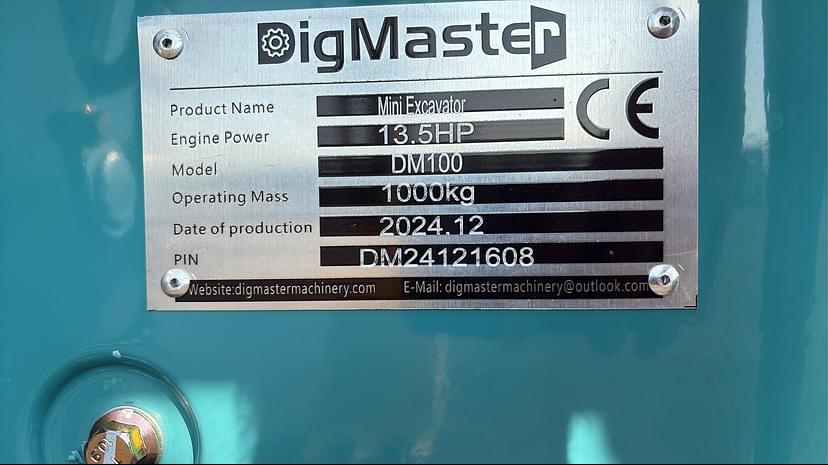 DigMaster
Product Name Mini Excavator
Engine Power 13.5HP
Model DM100
Operating Mass 1000kg
Date of production 2024.12
PIN DM24121608
CE
Website:digmastermachinery.com E-Mail: digmastermachinery@outlook.com